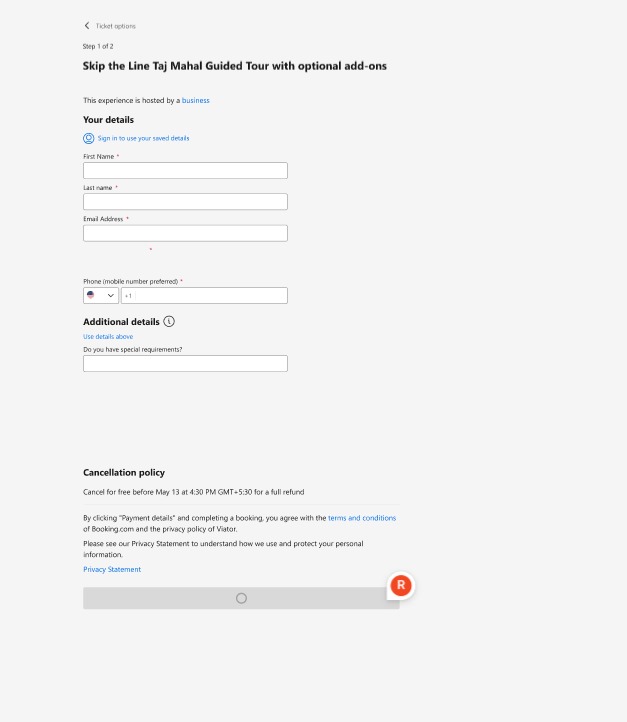 Ticket options
Step 1 of 2
Skip the Line Taj Mahal Guided Tour with optional add-ons
This experience is hosted by a business
Your details
Sign in to use your saved details
First Name *
Last name *
Email Address *
*
Phone (mobile number preferred) *
+1
Additional details
Use details above
Do you have special requirements?
Cancellation policy
Cancel for free before May 13 at 4:30 PM GMT+5:30 for a full refund
By clicking "Payment details" and completing a booking, you agree with the terms and conditions
of Booking.com and the privacy policy of Viator.
Please see our Privacy Statement to understand how we use and protect your personal
information.
Privacy Statement
R